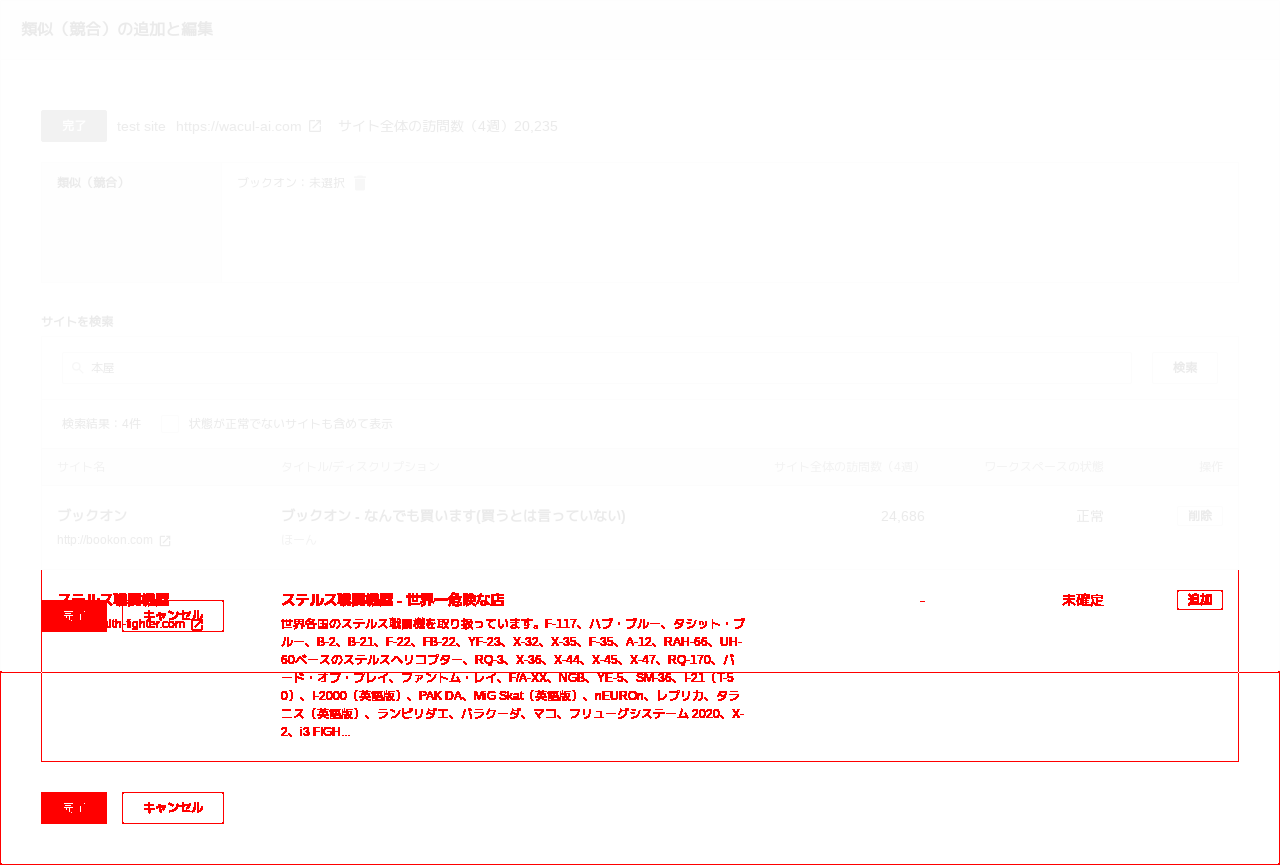 類似（競合）の追加と編集
完了 test site https://wacul-ai.com サイト全体の訪問数（4週）20,235
類似（競合） ブックオン：未選択
サイトを検索
本屋 検索
検索結果：4件 状態が正常でないサイトも含めて表示
サイト名 タイトル/ディスクリプション サイト全体の訪問数（4週） ワークスペースの状態 操作
ブックオン ブックオン - なんでも買います(買うとは言っていない) 24,686 正常 削除
http://bookon.com ほーん
ステルス戦闘機屋 ステルス戦闘機屋 - 世界一危険な店 - 未確定 追加
完了 キャンセル
世界各国のステルス戦闘機を取り扱っています。F-117、ハブ・ブルー、タシット・ブ
ルー、B-2、B-21、F-22、FB-22、YF-23、X-32、X-35、F-35、A-12、RAH-66、UH-
60ベースのステルスヘリコプター、RQ-3、X-36、X-44、X-45、X-47、RQ-170、バ
ード・オブ・プレイ、ファントム・レイ、F/A-XX、NGB、YE-5、SM-36、I-21（T-5
0）、I-2000（英語版）、PAK DA、MiG Skat（英語版）、nEUROn、レプリカ、タラ
ニス（英語版）、ランピリダエ、バラクーダ、マコ、フリューグシステーム 2020、X-
2、i3 FIGH...
完了 キャンセル